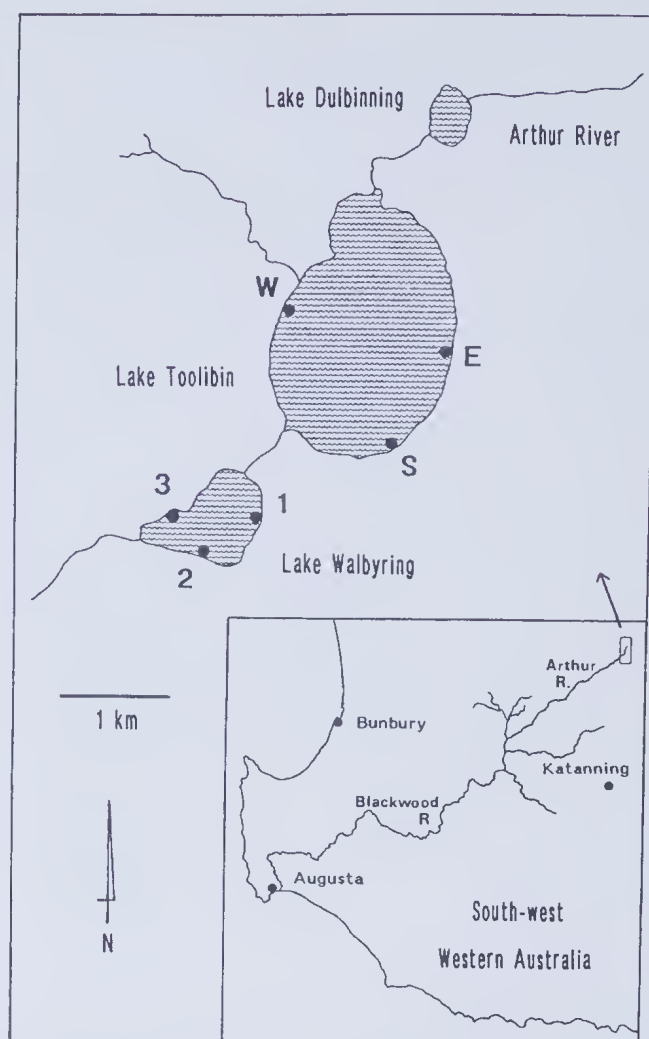 Lake Dulbinning
Arthur River
W
E
Lake Toolibin
S
3
1
2
Lake Walbyring
1 km
N
Arthur
R.
Bunbury
Katanning
Blackwood
R
Augusta
South-west
Western Australia